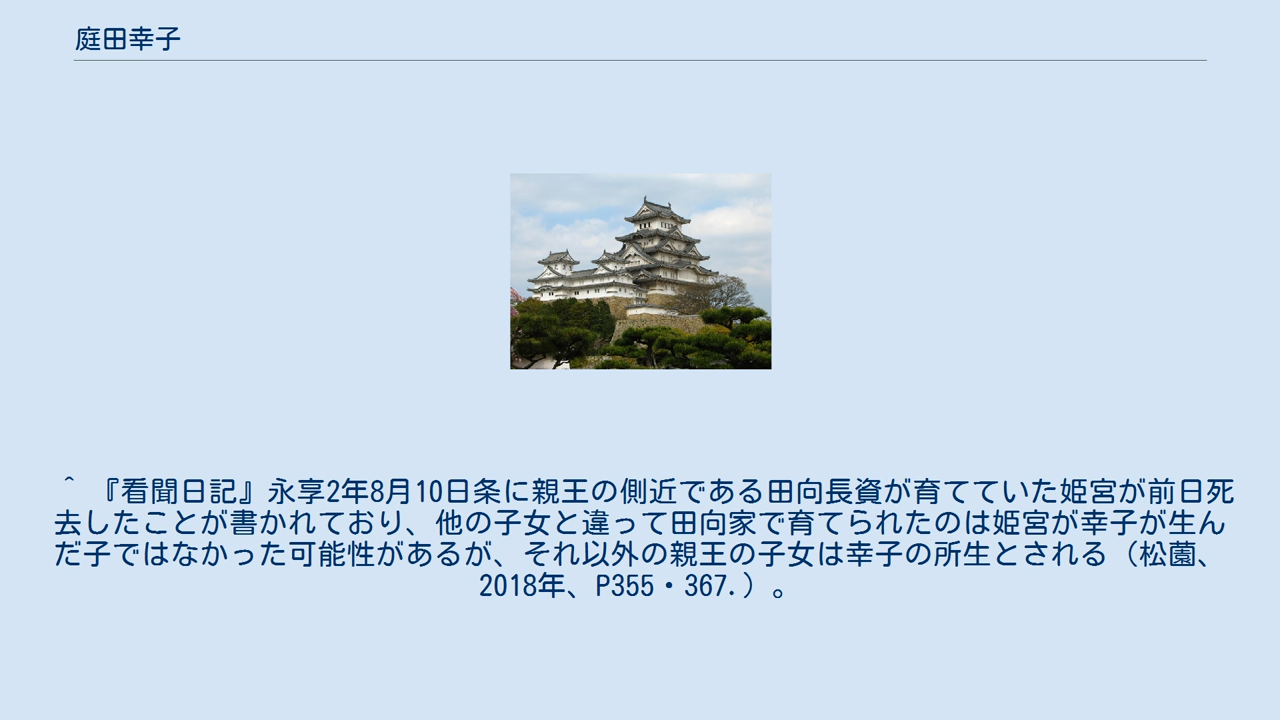 庭田幸子
^ 『看聞日記』永享2年8月10日条に親王の側近である田向長資が育てていた姫宮が前日死
去したことが書かれており、他の子女と違って田向家で育てられたのは姫宮が幸子が生ん
だ子ではなかった可能性があるが、それ以外の親王の子女は幸子の所生とされる（松薗、
2018年、P355・367.）。